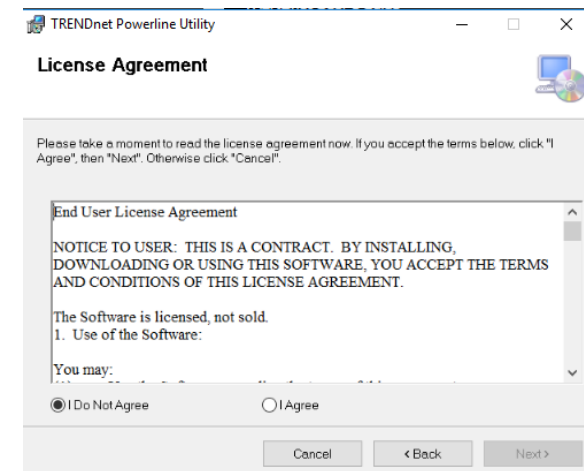 TRENDnet Powerline Utility
License Agreement
Please take a moment to read the license agreement now. If you accept the terms below, click "I
Agree", then "Next". Otherwise click "Cancel".
End User License Agreement
NOTICE TO USER: THIS IS A CONTRACT. BY INSTALLING,
DOWNLOADING OR USING THIS SOFTWARE, YOU ACCEPT THE TERMS
AND CONDITIONS OF THIS LICENSE AGREEMENT.
The Software is licensed, not sold.
1. Use of the Software:
You may:
I Do Not Agree
I Agree
Cancel
< Back
Next >